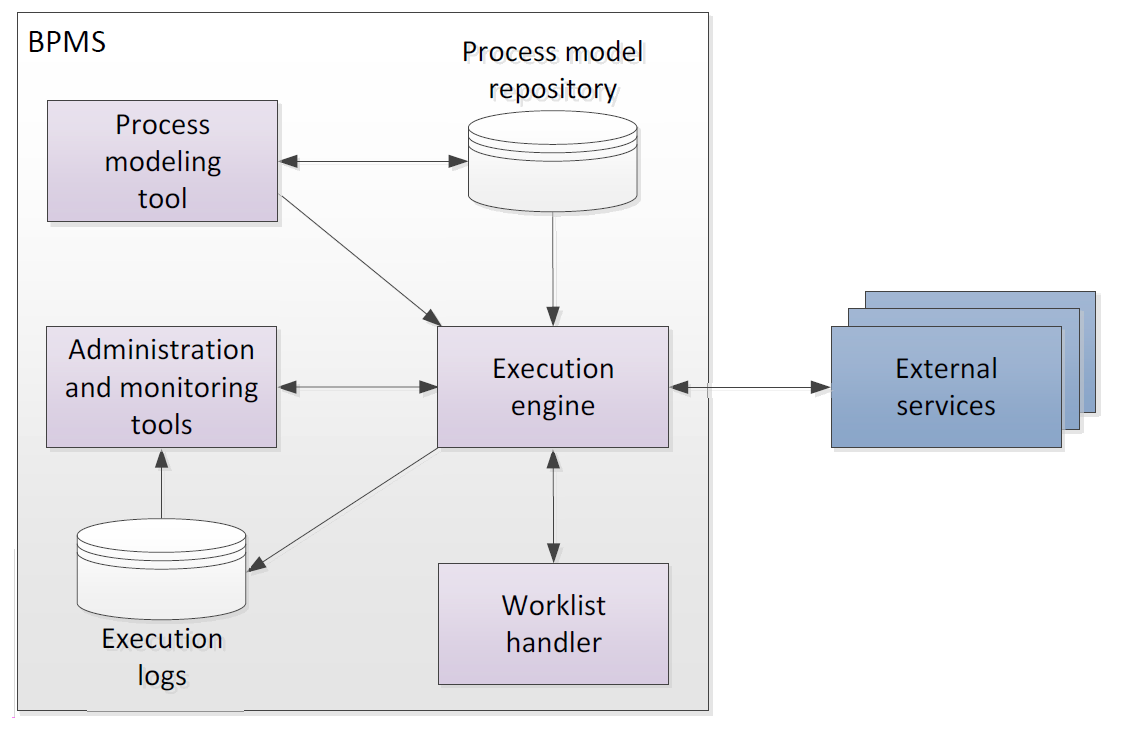 BPMS
Process model
repository
Process
modeling
tool
Administration
and monitoring
tools
Execution
engine
External
services
Execution
logs
Worklist
handler